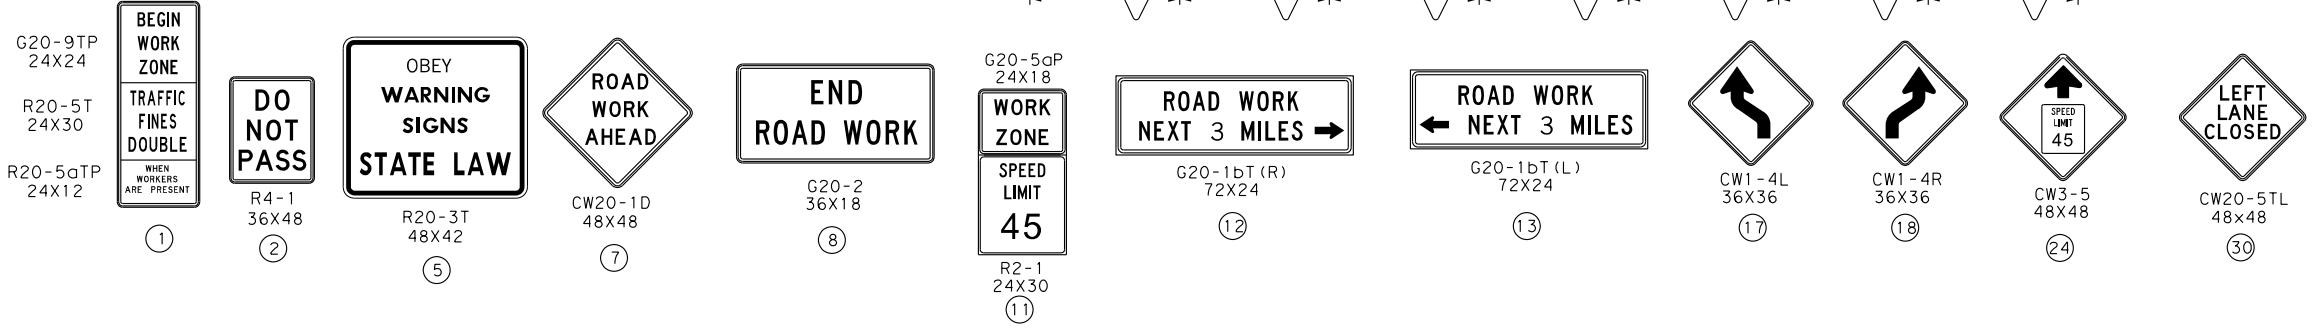 G20-9TP
24X24
R20-5T
24X30
R20-5aTP
24X12
BEGIN
WORK
ZONE
TRAFFIC
FINES
DOUBLE
WHEN
WORKERS
ARE PRESENT
1
DO
NOT
PASS
R4-1
36X48
2
OBEY
WARNING
SIGNS
STATE LAW
R20-3T
48X42
5
ROAD
WORK
AHEAD
CW20-1D
48X48
7
END
ROAD WORK
G20-2
36X18
8
G20-5aP
24X18
WORK
ZONE
SPEED
LIMIT
45
R2-1
24X30
11
ROAD WORK
NEXT 3 MILES
G20-1bT(R)
72X24
12
ROAD WORK
NEXT 3 MILES
G20-1bT(L)
72X24
13
CW1-4L
36X36
17
CW1-4R
36X36
18
SPEED
LIMIT
45
CW3-5
48X48
24
LEFT
LANE
CLOSED
CW20-5TL
48x48
30